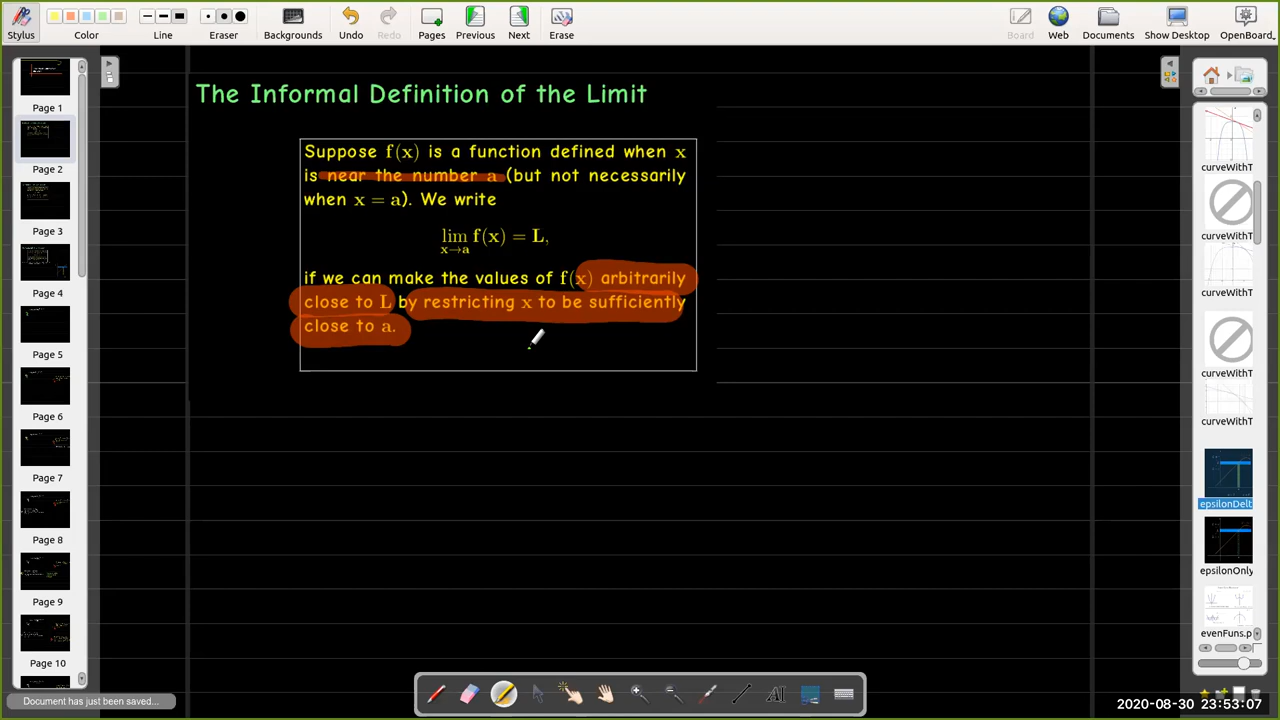 Stylus
Color
Line
Eraser
Backgrounds
Undo
Redo
Pages
Previous
Next
Erase
Board
Web
Documents
Show Desktop
OpenBoard
Page 1
Page 2
Page 3
Page 4
Page 5
Page 6
Page 7
Page 8
Page 9
Page 10
The Informal Definition of the Limit
Suppose f(x) is a function defined when x
is near the number a (but not necessarily
when x = a). We write
lim f(x) = L,
x→a
if we can make the values of f(x) arbitrarily
close to L by restricting x to be sufficiently
close to a.
curveWithT
curveWithT
curveWithT
curveWithT
curveWithT
epsilonDelt
epsilonOnly
evenFuns.p
Document has just been saved...
2020-08-30 23:53:07